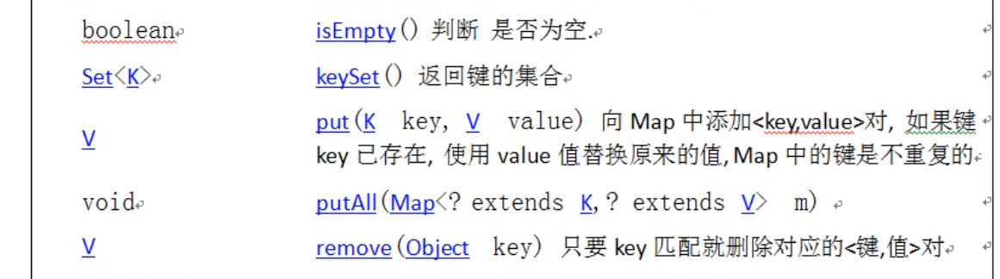 boolean isEmpty() 判断 是否为空.
Set<K> keySet() 返回键的集合
V put(K key, V value) 向 Map 中添加<key,value>对, 如果键
key 已存在, 使用 value 值替换原来的值,Map 中的键是不重复的
void putAll(Map<? extends K,? extends V> m)
V remove(Object key) 只要 key 匹配就删除对应的<键,值>对